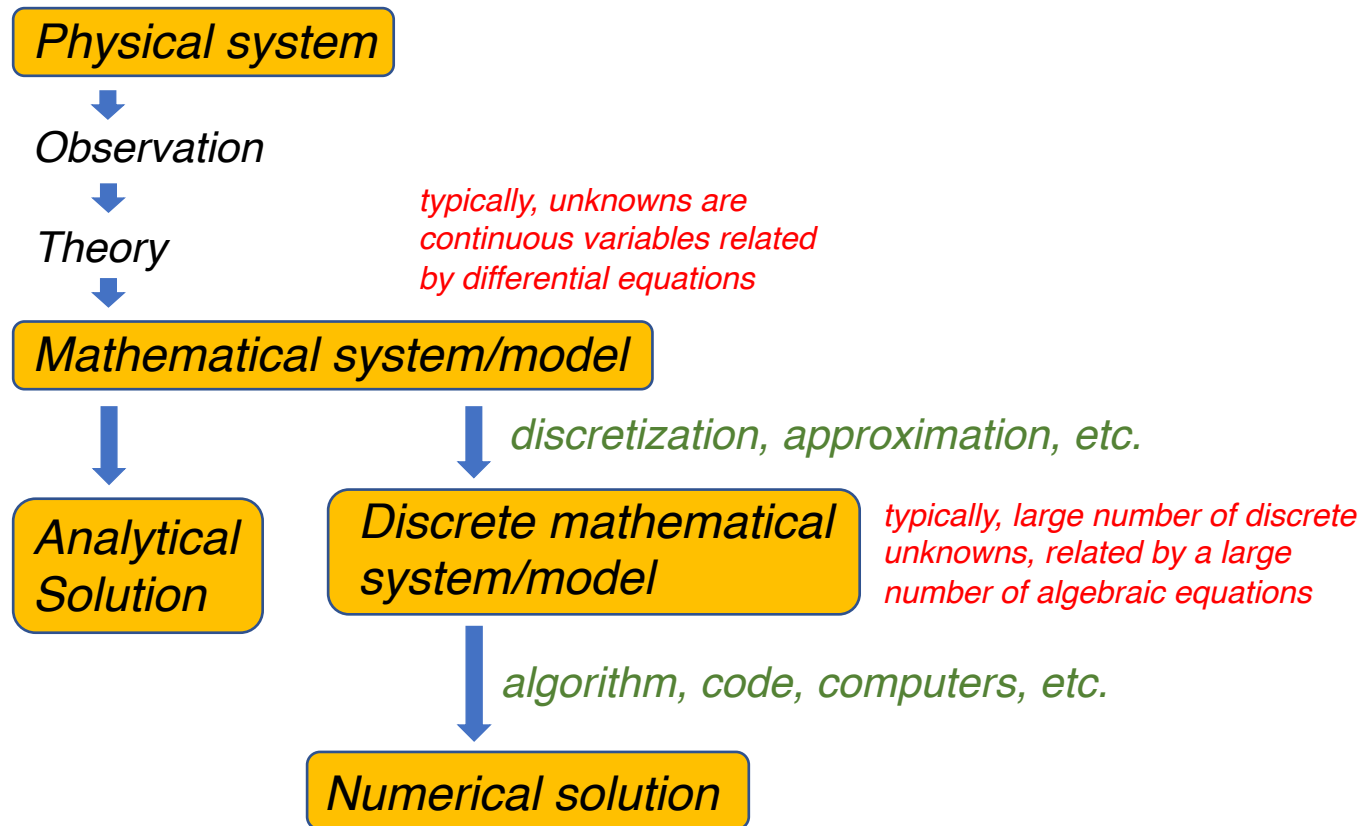 Physical system
Observation
Theory
typically, unknowns are
continuous variables related
by differential equations
Mathematical system/model
discretization, approximation, etc.
Analytical
Solution
Discrete mathematical
system/model
typically, large number of discrete
unknowns, related by a large
number of algebraic equations
algorithm, code, computers, etc.
Numerical solution